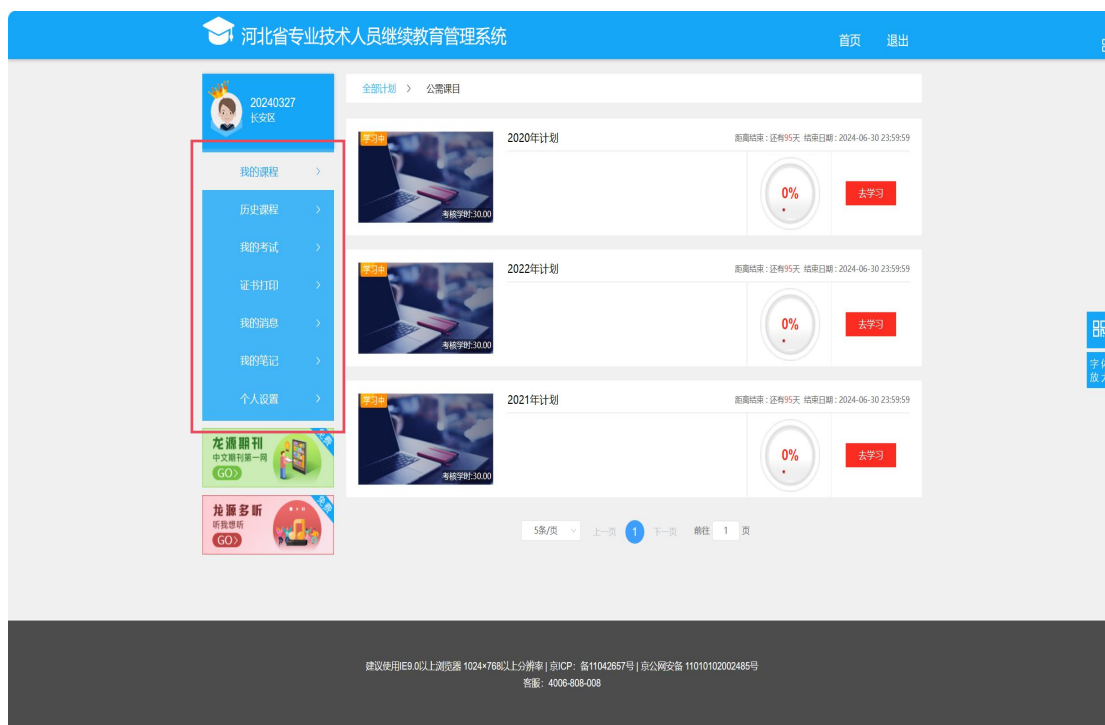 河北省专业技术人员继续教育管理系统
首页 退出
20240327
长安区
我的课程 >
历史课程 >
我的考试 >
证书打印 >
我的消息 >
我的笔记 >
个人设置 >
龙源期刊
中文期刊第一网
GO>
免费
龙源多听
听我想听
GO>
免费
全部计划 > 公需课目
学习中
考核学时:30.00
2020年计划
距离结束 : 还有95天 结束日期 : 2024-06-30 23:59:59
0%
去学习
学习中
考核学时:30.00
2022年计划
距离结束 : 还有95天 结束日期 : 2024-06-30 23:59:59
0%
去学习
学习中
考核学时:30.00
2021年计划
距离结束 : 还有95天 结束日期 : 2024-06-30 23:59:59
0%
去学习
5条/页 上一页 1 下一页 前往 1 页
字体
放大
建议使用IE9.0以上浏览器 1024×768以上分辨率 | 京ICP：备11042657号 | 京公网安备 11010102002485号
客服：4006-808-008